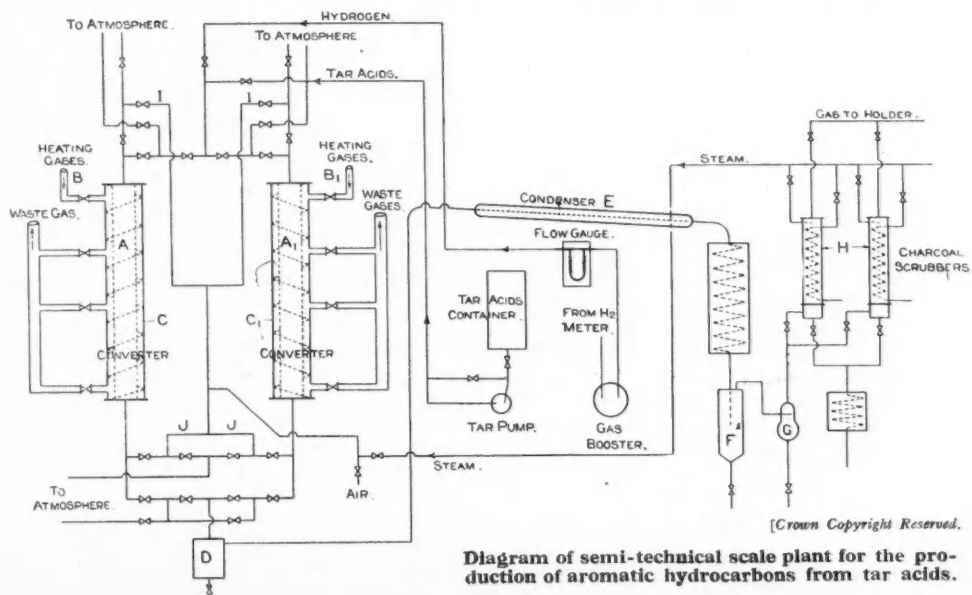 HYDROGEN.
TO ATMOSPHERE.
TO ATMOSPHERE
TAR ACIDS.
I
I
GAS TO HOLDER.
STEAM.
HEATING
GASES.
B
HEATING
GASES.
B1
WASTE GAS.
WASTE
GASES.
A
A1
CONDENSER E
FLOW GAUGE.
H
CHARCOAL
SCRUBBERS
TAR ACIDS
CONTAINER.
FROM H2
METER.
C
C1
CONVERTER
CONVERTER
TAR PUMP.
GAS
BOOSTER.
F
G
J
J
STEAM.
AIR.
TO
ATMOSPHERE.
D
[Crown Copyright Reserved.
Diagram of semi-technical scale plant for the pro-
duction of aromatic hydrocarbons from tar acids.